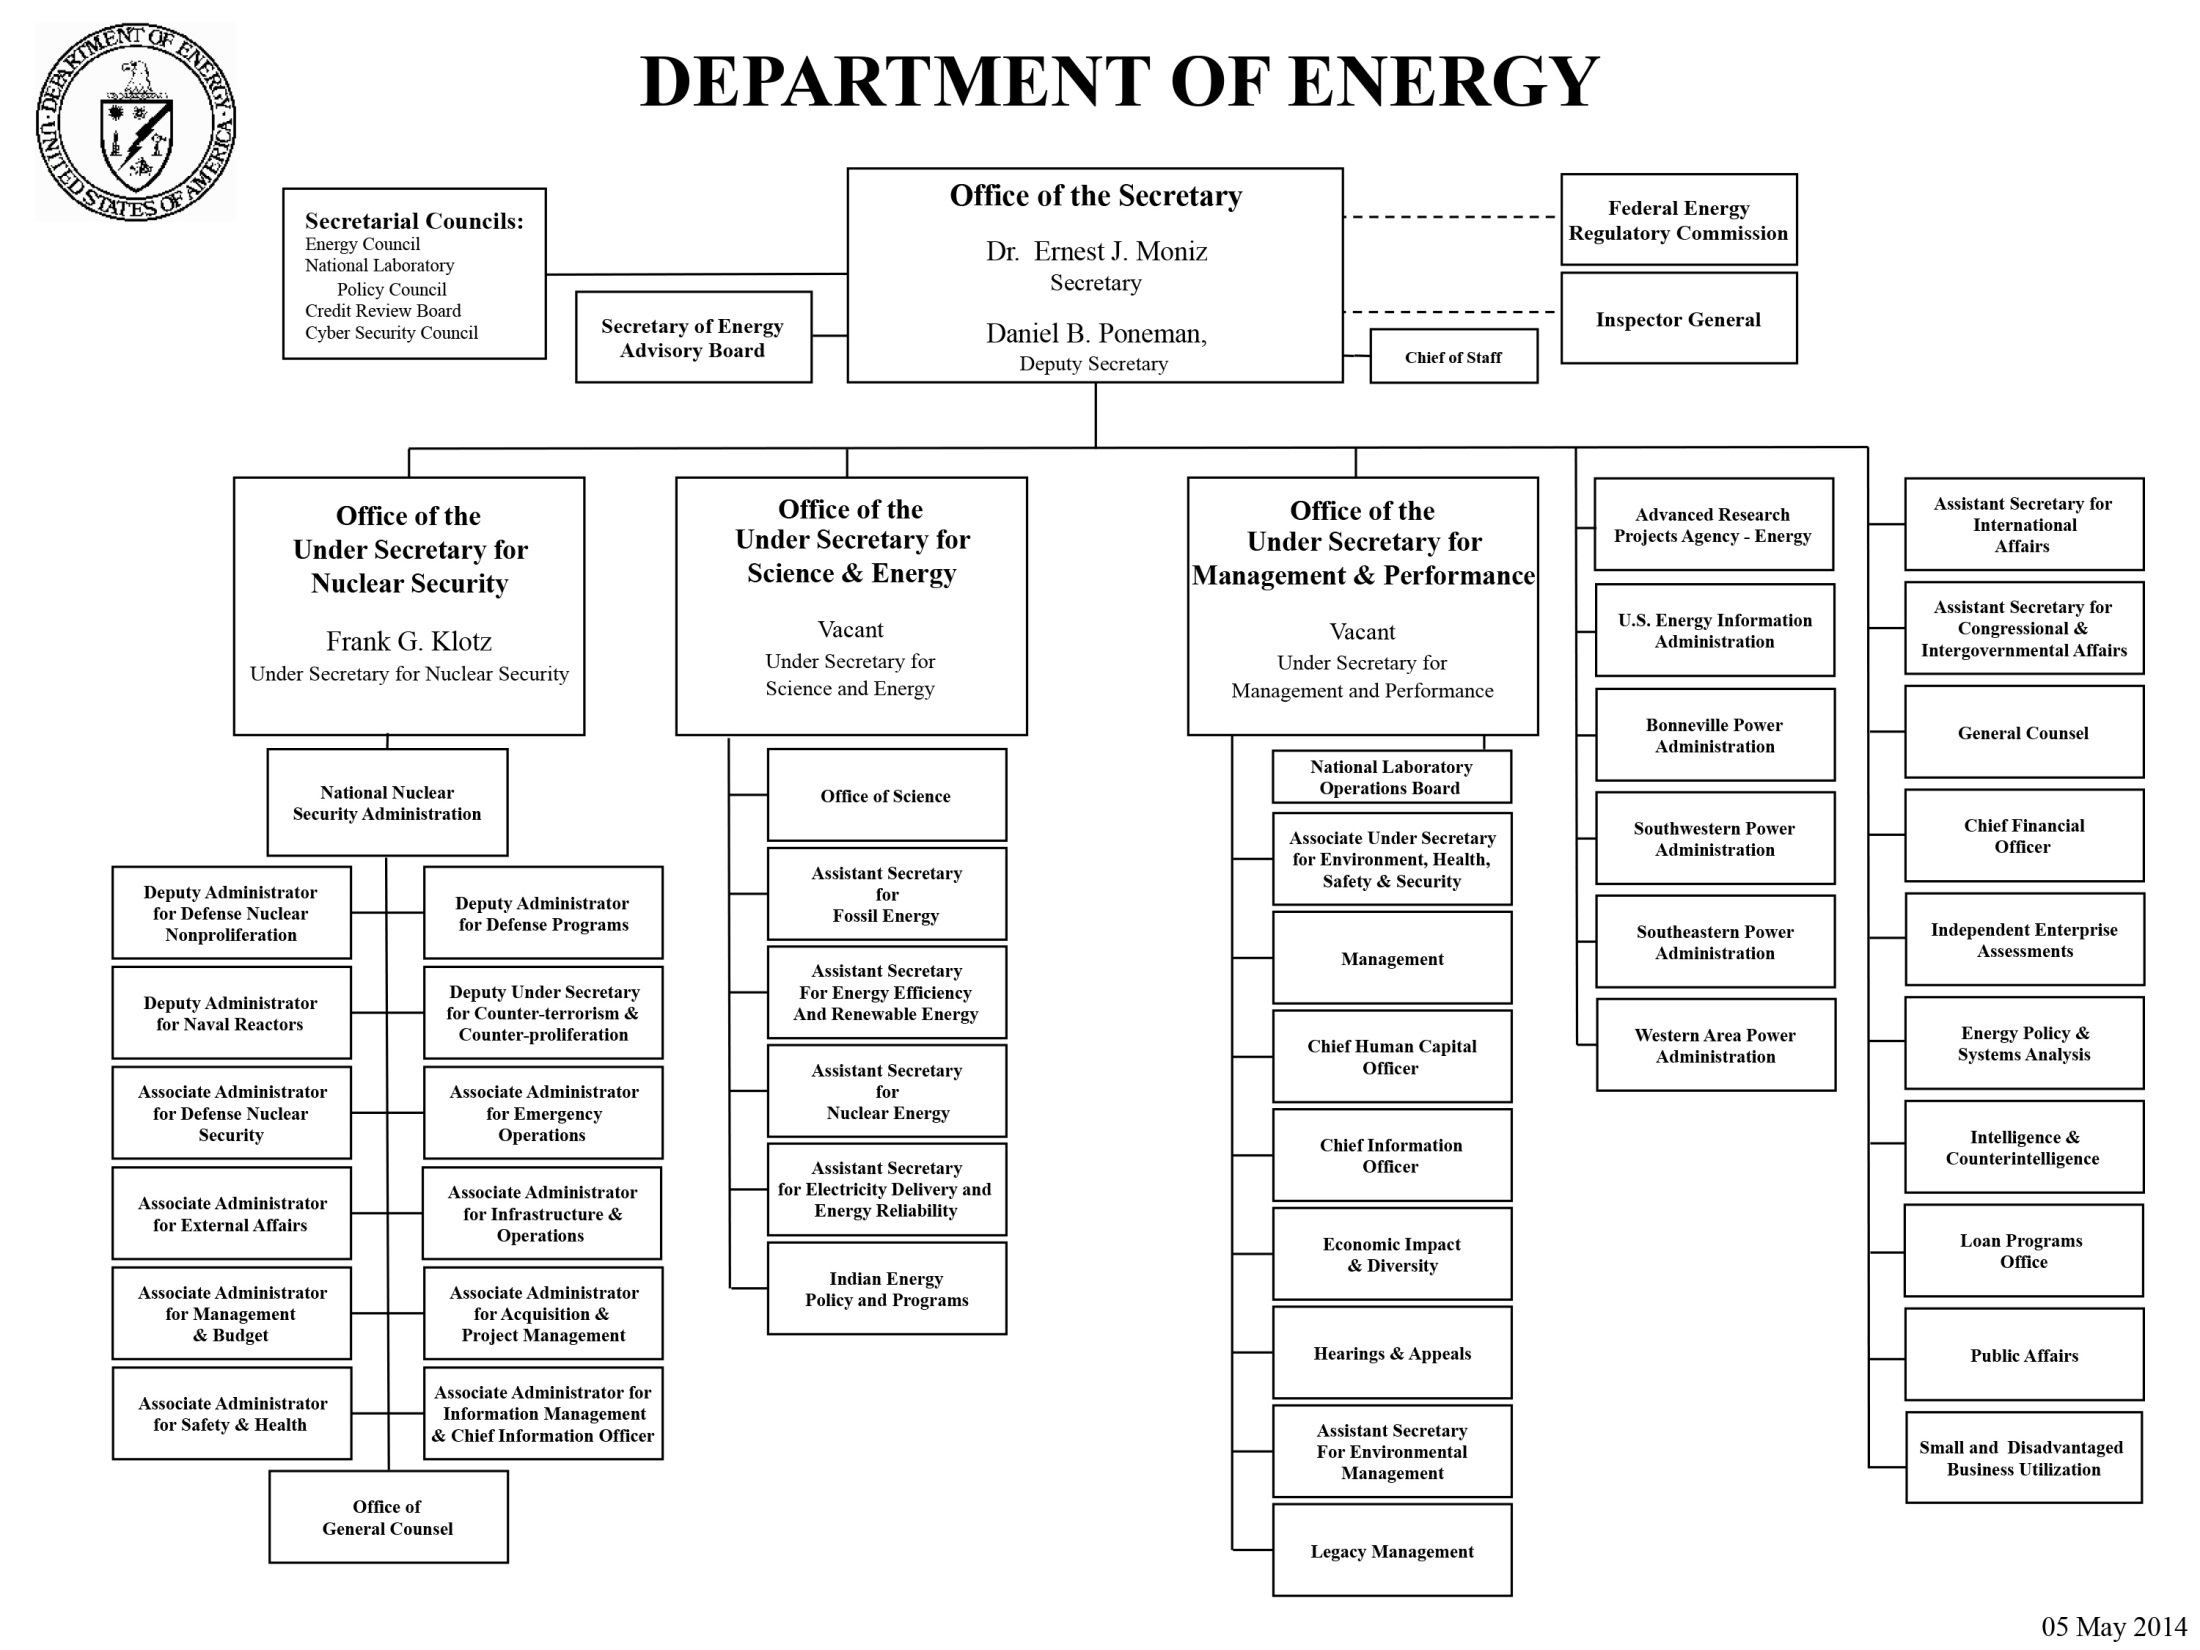 DEPARTMENT OF ENERGY
UNITED STATES OF AMERICA
DEPARTMENT OF ENERGY
Secretarial Councils:
Energy Council
National Laboratory
Policy Council
Credit Review Board
Cyber Security Council
Secretary of Energy
Advisory Board
Office of the Secretary
Dr. Ernest J. Moniz
Secretary
Daniel B. Poneman,
Deputy Secretary
Federal Energy
Regulatory Commission
Inspector General
Chief of Staff
Office of the
Under Secretary for
Nuclear Security
Frank G. Klotz
Under Secretary for Nuclear Security
National Nuclear
Security Administration
Deputy Administrator
for Defense Nuclear
Nonproliferation
Deputy Administrator
for Defense Programs
Deputy Administrator
for Naval Reactors
Deputy Under Secretary
for Counter-terrorism &
Counter-proliferation
Associate Administrator
for Defense Nuclear
Security
Associate Administrator
for Emergency
Operations
Associate Administrator
for External Affairs
Associate Administrator
for Infrastructure &
Operations
Associate Administrator
for Management
& Budget
Associate Administrator
for Acquisition &
Project Management
Associate Administrator
for Safety & Health
Associate Administrator for
Information Management
& Chief Information Officer
Office of
General Counsel
Office of the
Under Secretary for
Science & Energy
Vacant
Under Secretary for
Science and Energy
Office of Science
Assistant Secretary
for
Fossil Energy
Assistant Secretary
For Energy Efficiency
And Renewable Energy
Assistant Secretary
for
Nuclear Energy
Assistant Secretary
for Electricity Delivery and
Energy Reliability
Indian Energy
Policy and Programs
Office of the
Under Secretary for
Management & Performance
Vacant
Under Secretary for
Management and Performance
National Laboratory
Operations Board
Associate Under Secretary
for Environment, Health,
Safety & Security
Management
Chief Human Capital
Officer
Chief Information
Officer
Economic Impact
& Diversity
Hearings & Appeals
Assistant Secretary
For Environmental
Management
Legacy Management
Advanced Research
Projects Agency - Energy
U.S. Energy Information
Administration
Bonneville Power
Administration
Southwestern Power
Administration
Southeastern Power
Administration
Western Area Power
Administration
Assistant Secretary for
International
Affairs
Assistant Secretary for
Congressional &
Intergovernmental Affairs
General Counsel
Chief Financial
Officer
Independent Enterprise
Assessments
Energy Policy &
Systems Analysis
Intelligence &
Counterintelligence
Loan Programs
Office
Public Affairs
Small and Disadvantaged
Business Utilization
05 May 2014